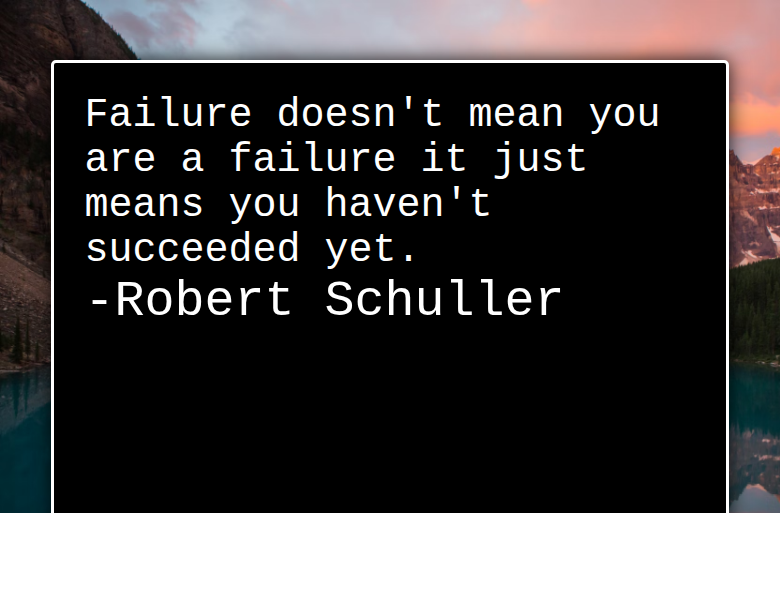 Failure doesn't mean you
are a failure it just
means you haven't
succeeded yet.
-Robert Schuller